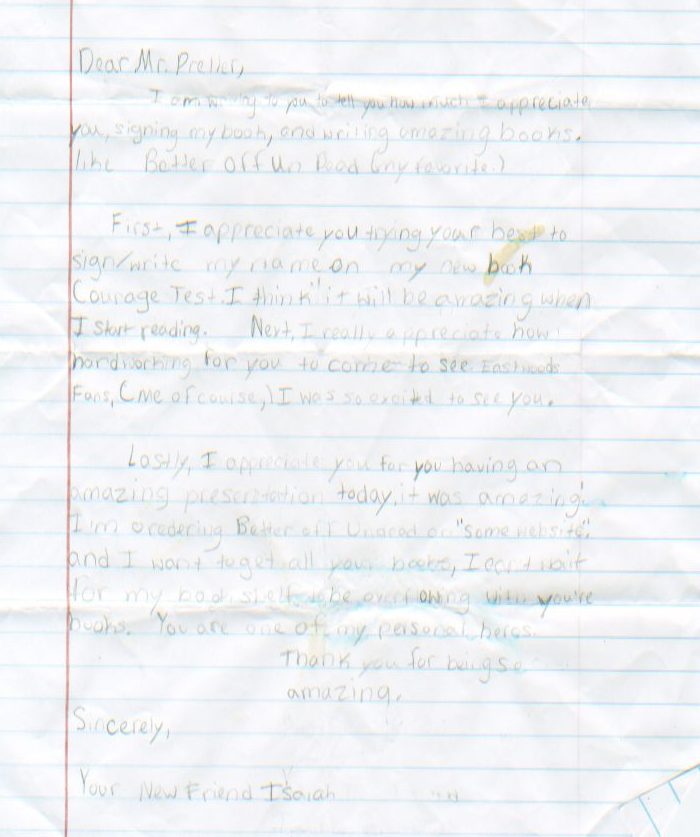 Dear Mr. Preller,
I am writing to you to tell you how much I appreciate
you, signing my book, and writing amazing books.
like Better off Un Dead (my favorite.)
First, I appreciate you trying your best to
sign/write my name on my new book
Courage Test. I think it will be amazing when
I start reading. Next, I really appreciate how
hardworking for you to come to see Eastwoods
Fans, (me of course,) I was so excited to see you.
Lastly, I appreciate you for you having an
amazing presentation today, it was amazing!
I'm oredering Better off Undead on "some website".
and I want to get all your books, I can't wait
for my book shelf to be overflowing with you're
books. You are one of my personal heros.
Thank you for being so
amazing.
Sincerely,
Your New Friend Isaiah